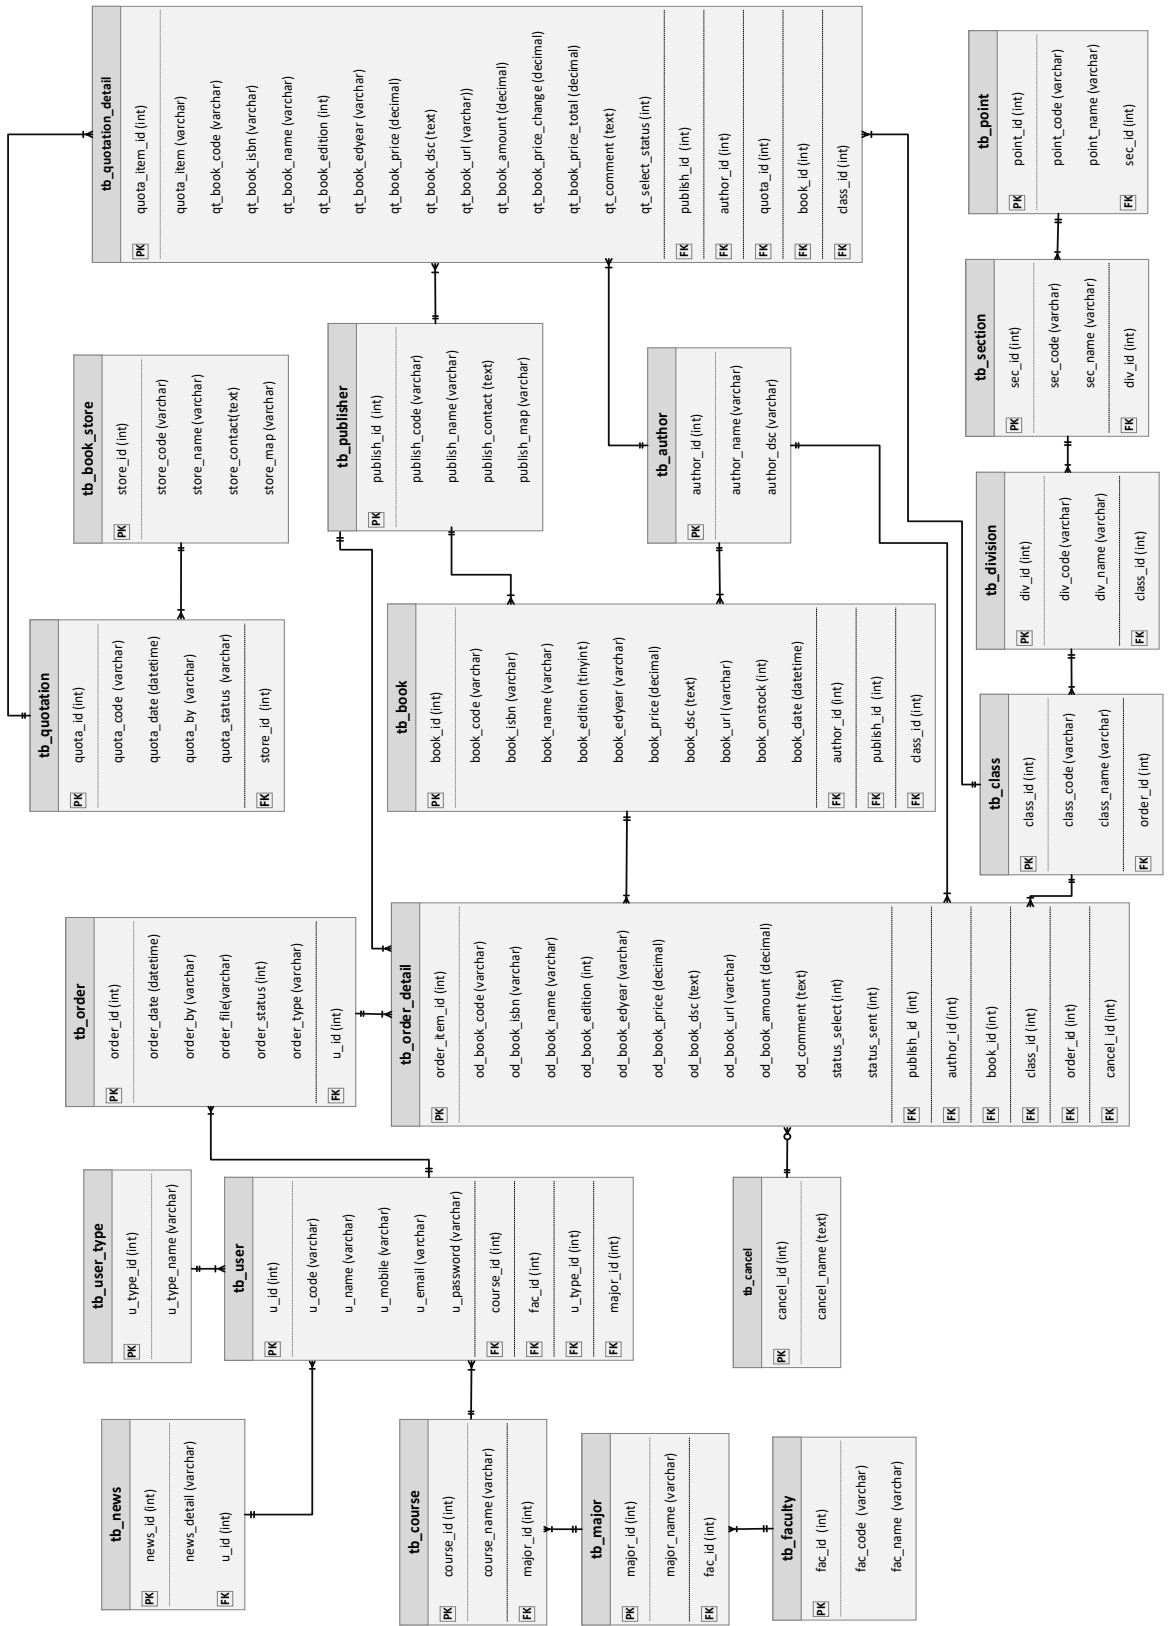 tb_news
PK news_id (int)
news_detail (varchar)
FK u_id (int)
tb_user_type
PK u_type_id (int)
u_type_name (varchar)
tb_order
PK order_id (int)
order_date (datetime)
order_by (varchar)
order_file(varchar)
order_status (int)
order_type (varchar)
FK u_id (int)
tb_quotation
PK quota_id (int)
quota_code (varchar)
quota_date (datetime)
quota_by (varchar)
quota_status (varchar)
FK store_id (int)
tb_book_store
PK store_id (int)
store_code (varchar)
store_name (varchar)
store_contact(text)
store_map (varchar)
tb_quotation_detail
PK quota_item_id (int)
quota_item (varchar)
qt_book_code (varchar)
qt_book_isbn (varchar)
qt_book_name (varchar)
qt_book_edition (int)
qt_book_edyear (varchar)
qt_book_price (decimal)
qt_book_dsc (text)
qt_book_url (varchar))
qt_book_amount (decimal)
qt_book_price_change (decimal)
qt_book_price_total (decimal)
qt_comment (text)
qt_select_status (int)
FK publish_id (int)
FK author_id (int)
FK quota_id (int)
FK book_id (int)
FK class_id (int)
tb_user
PK u_id (int)
u_code (varchar)
u_name (varchar)
u_mobile (varchar)
u_email (varchar)
u_password (varchar)
FK course_id (int)
FK fac_id (int)
FK u_type_id (int)
FK major_id (int)
tb_publisher
PK publish_id (int)
publish_code (varchar)
publish_name (varchar)
publish_contact (text)
publish_map (varchar)
tb_course
PK course_id (int)
course_name (varchar)
FK major_id (int)
tb_order_detail
PK order_item_id (int)
od_book_code (varchar)
od_book_isbn (varchar)
od_book_name (varchar)
od_book_edition (int)
od_book_edyear (varchar)
od_book_price (decimal)
od_book_dsc (text)
od_book_url (varchar)
od_book_amount (decimal)
od_comment (text)
status_select (int)
status_sent (int)
FK publish_id (int)
FK author_id (int)
FK book_id (int)
FK class_id (int)
FK order_id (int)
FK cancel_id (int)
tb_book
PK book_id (int)
book_code (varchar)
book_isbn (varchar)
book_name (varchar)
book_edition (tinyint)
book_edyear (varchar)
book_price (decimal)
book_dsc (text)
book_url (varchar)
book_onstock (int)
book_date (datetime)
FK author_id (int)
FK publish_id (int)
FK class_id (int)
tb_major
PK major_id (int)
major_name (varchar)
FK fac_id (int)
tb_author
PK author_id (int)
author_name (varchar)
author_dsc (varchar)
tb_cancel
PK cancel_id (int)
cancel_name (text)
tb_faculty
PK fac_id (int)
fac_code (varchar)
fac_name (varchar)
tb_class
PK class_id (int)
class_code (varchar)
class_name (varchar)
FK order_id (int)
tb_division
PK div_id (int)
div_code (varchar)
div_name (varchar)
FK class_id (int)
tb_section
PK sec_id (int)
sec_code (varchar)
sec_name (varchar)
FK div_id (int)
tb_point
PK point_id (int)
point_code (varchar)
point_name (varchar)
FK sec_id (int)